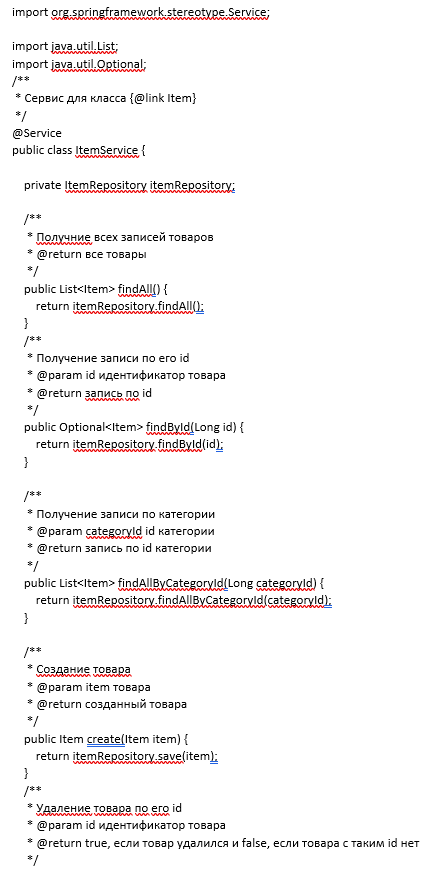 import org.springframework.stereotype.Service;
import java.util.List;
import java.util.Optional;
/**
* Сервис для класса {@link Item}
*/
@Service
public class ItemService {
private ItemRepository itemRepository;
/**
* Получние всех записей товаров
* @return все товары
*/
public List<Item> findAll() {
return itemRepository.findAll();
}
/**
* Получение записи по его id
* @param id идентификатор товара
* @return запись по id
*/
public Optional<Item> findById(Long id) {
return itemRepository.findById(id);
}
/**
* Получение записи по категории
* @param categoryId id категории
* @return запись по id категории
*/
public List<Item> findAllByCategoryId(Long categoryId) {
return itemRepository.findAllByCategoryId(categoryId);
}
/**
* Создание товара
* @param item товара
* @return созданный товара
*/
public Item create(Item item) {
return itemRepository.save(item);
}
/**
* Удаление товара по его id
* @param id идентификатор товара
* @return true, если товар удалился и false, если товара с таким id нет
*/